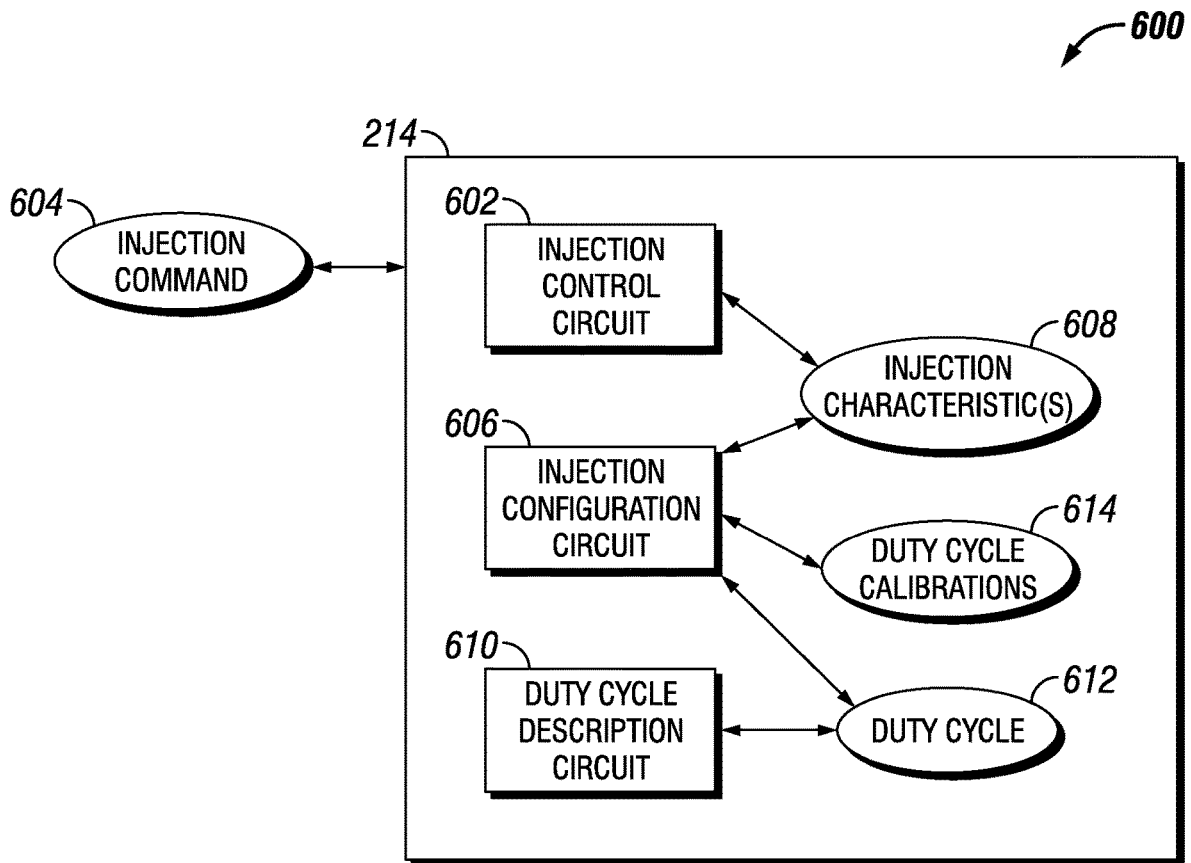 600
214
604
INJECTION
COMMAND
602
INJECTION
CONTROL
CIRCUIT
608
INJECTION
CHARACTERISTIC(S)
606
INJECTION
CONFIGURATION
CIRCUIT
614
DUTY CYCLE
CALIBRATIONS
610
DUTY CYCLE
DESCRIPTION
CIRCUIT
612
DUTY CYCLE